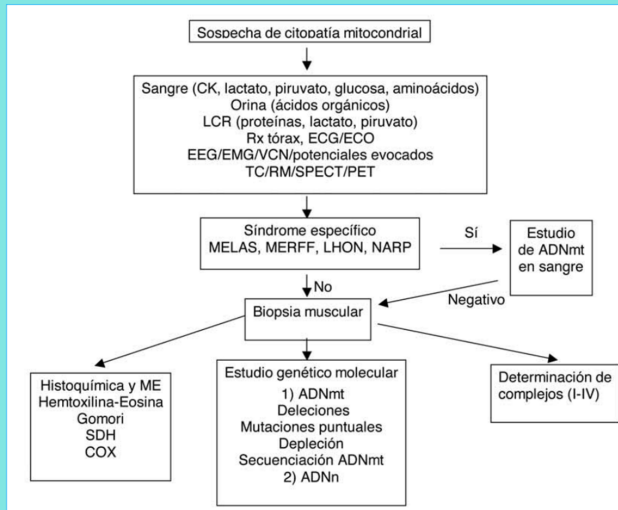 Sospecha de citopatía mitocondrial
Sangre (CK, lactato, piruvato, glucosa, aminoácidos)
Orina (ácidos orgánicos)
LCR (proteínas, lactato, piruvato)
Rx tórax, ECG/ECO
EEG/EMG/VCN/potenciales evocados
TC/RM/SPECT/PET
Síndrome específico
MELAS, MERFF, LHON, NARP
Sí
Estudio
de ADNmt
en sangre
No
Negativo
Biopsia muscular
Histoquímica y ME
Hemtoxilina-Eosina
Gomori
SDH
COX
Estudio genético molecular
1) ADNmt
Deleciones
Mutaciones puntuales
Depleción
Secuenciación ADNmt
2) ADNn
Determinación de
complejos (I-IV)